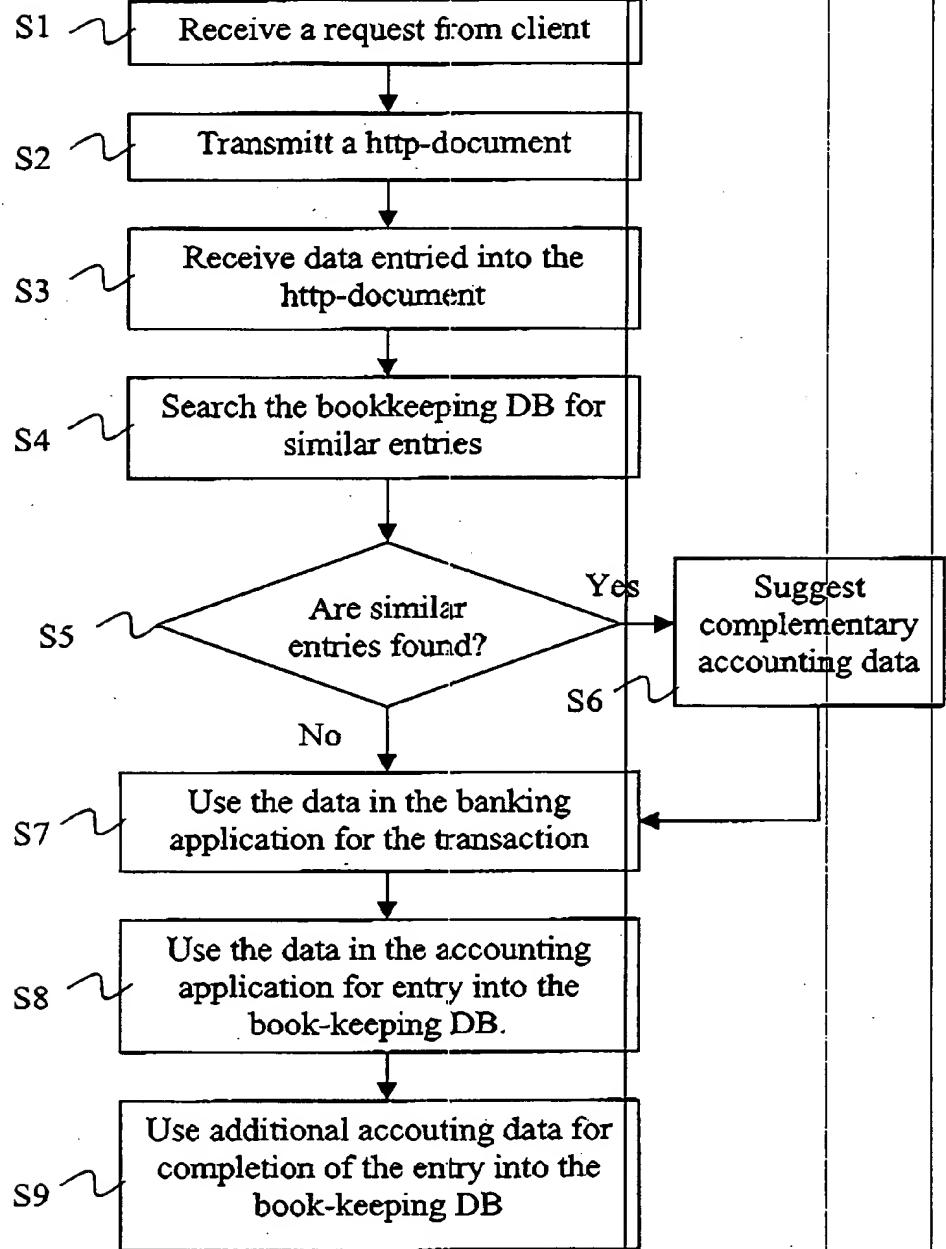 S1
Receive a request from client
S2
Transmitt a http-document
S3
Receive data entried into the
http-document
S4
Search the bookkeeping DB for
similar entries
S5
Are similar
entries found?
Yes
S6
Suggest
complementary
accounting data
No
S7
Use the data in the banking
application for the transaction
S8
Use the data in the accounting
application for entry into the
book-keeping DB.
S9
Use additional accouting data for
completion of the entry into the
book-keeping DB